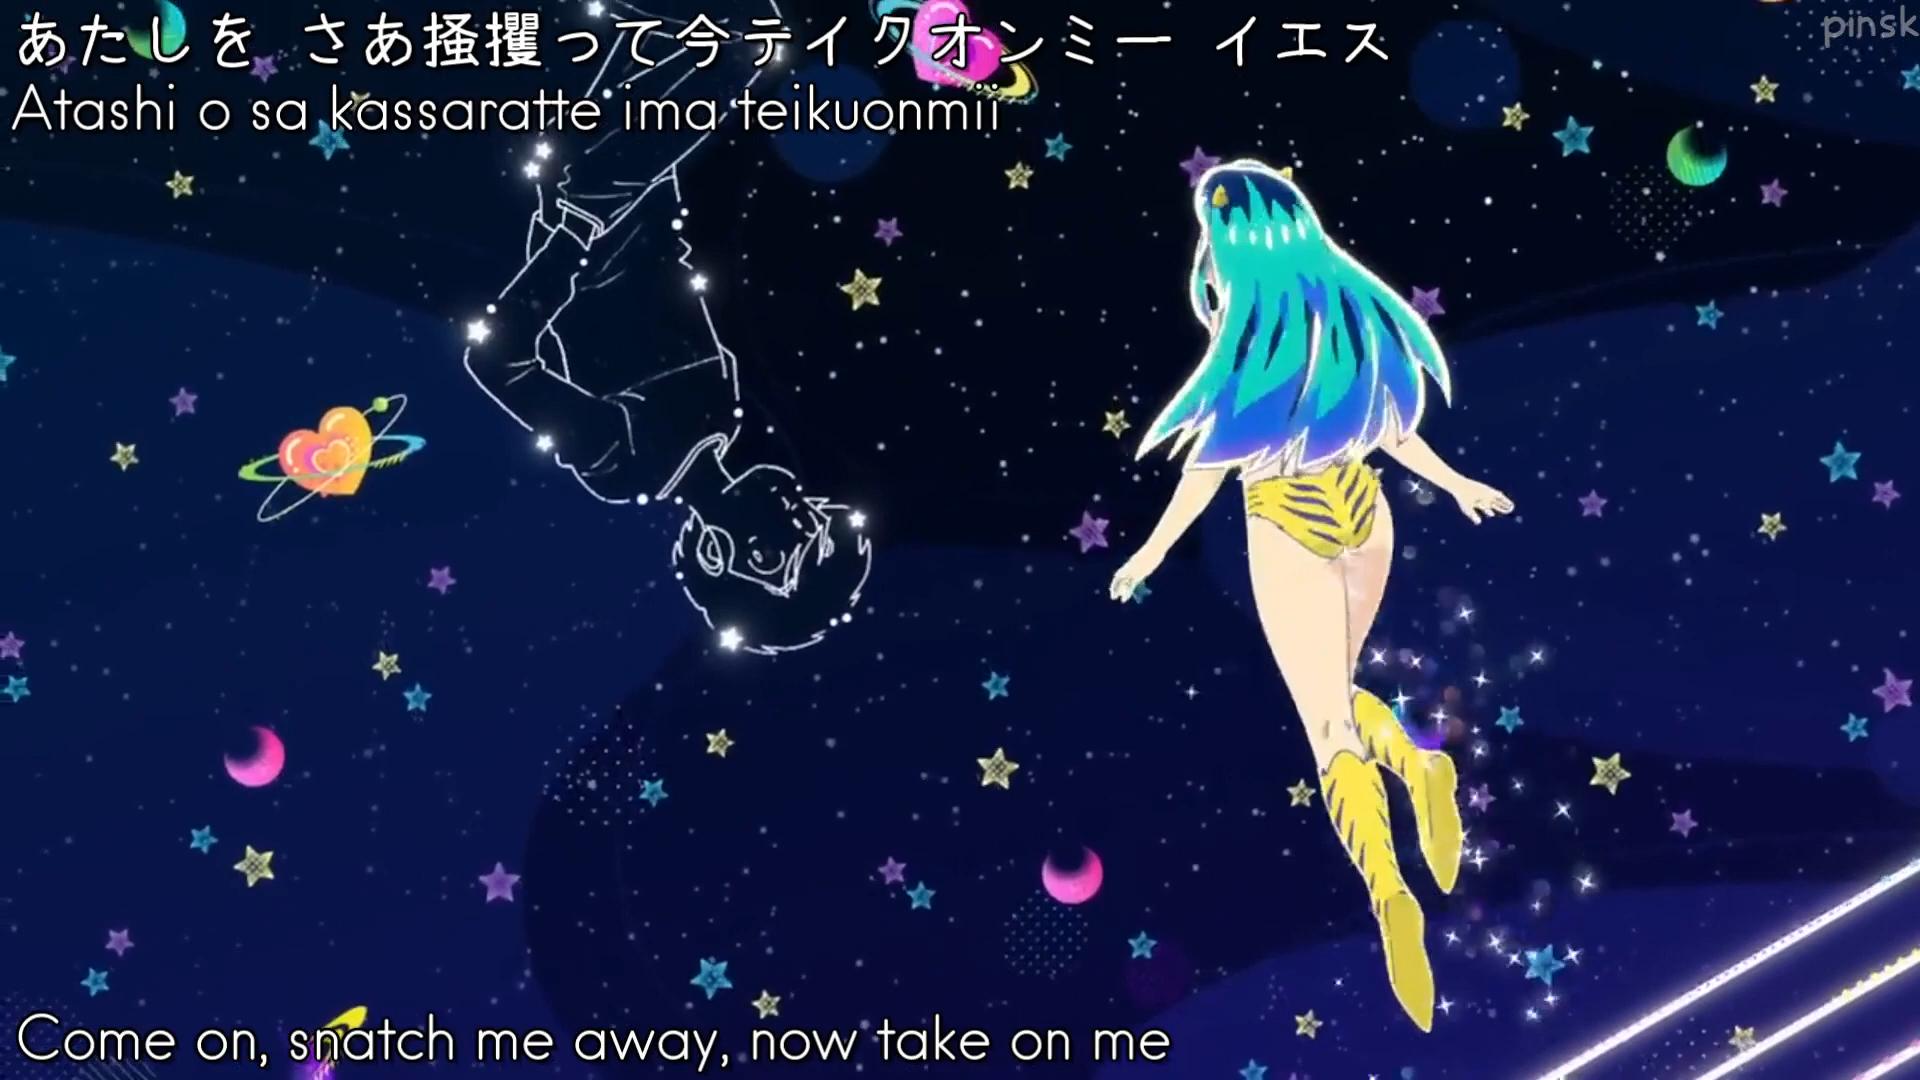 あたしを さあ掻攫って今テイクオンミー イエス
Atashi o sa kassaratte ima teikuonmii
pinsk
Come on, snatch me away, now take on me